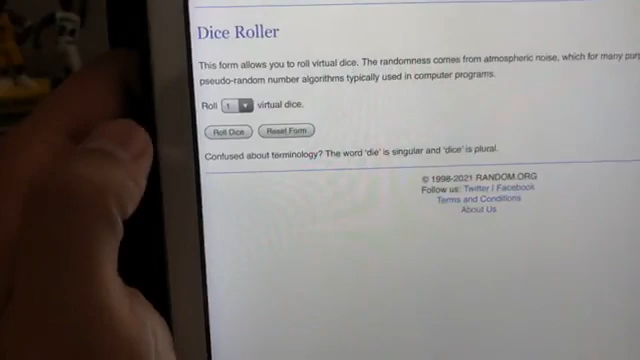 Dice Roller
This form allows you to roll virtual dice. The randomness comes from atmospheric noise, which for many
pseudo-random number algorithms typically used in computer programs.
Roll 1 virtual dice.
Roll Dice Reset Form
Confused about terminology? The word 'die' is singular and 'dice' is plural.
© 1998-2021 RANDOM.ORG
Follow us: Twitter | Facebook
Terms and Conditions
About Us